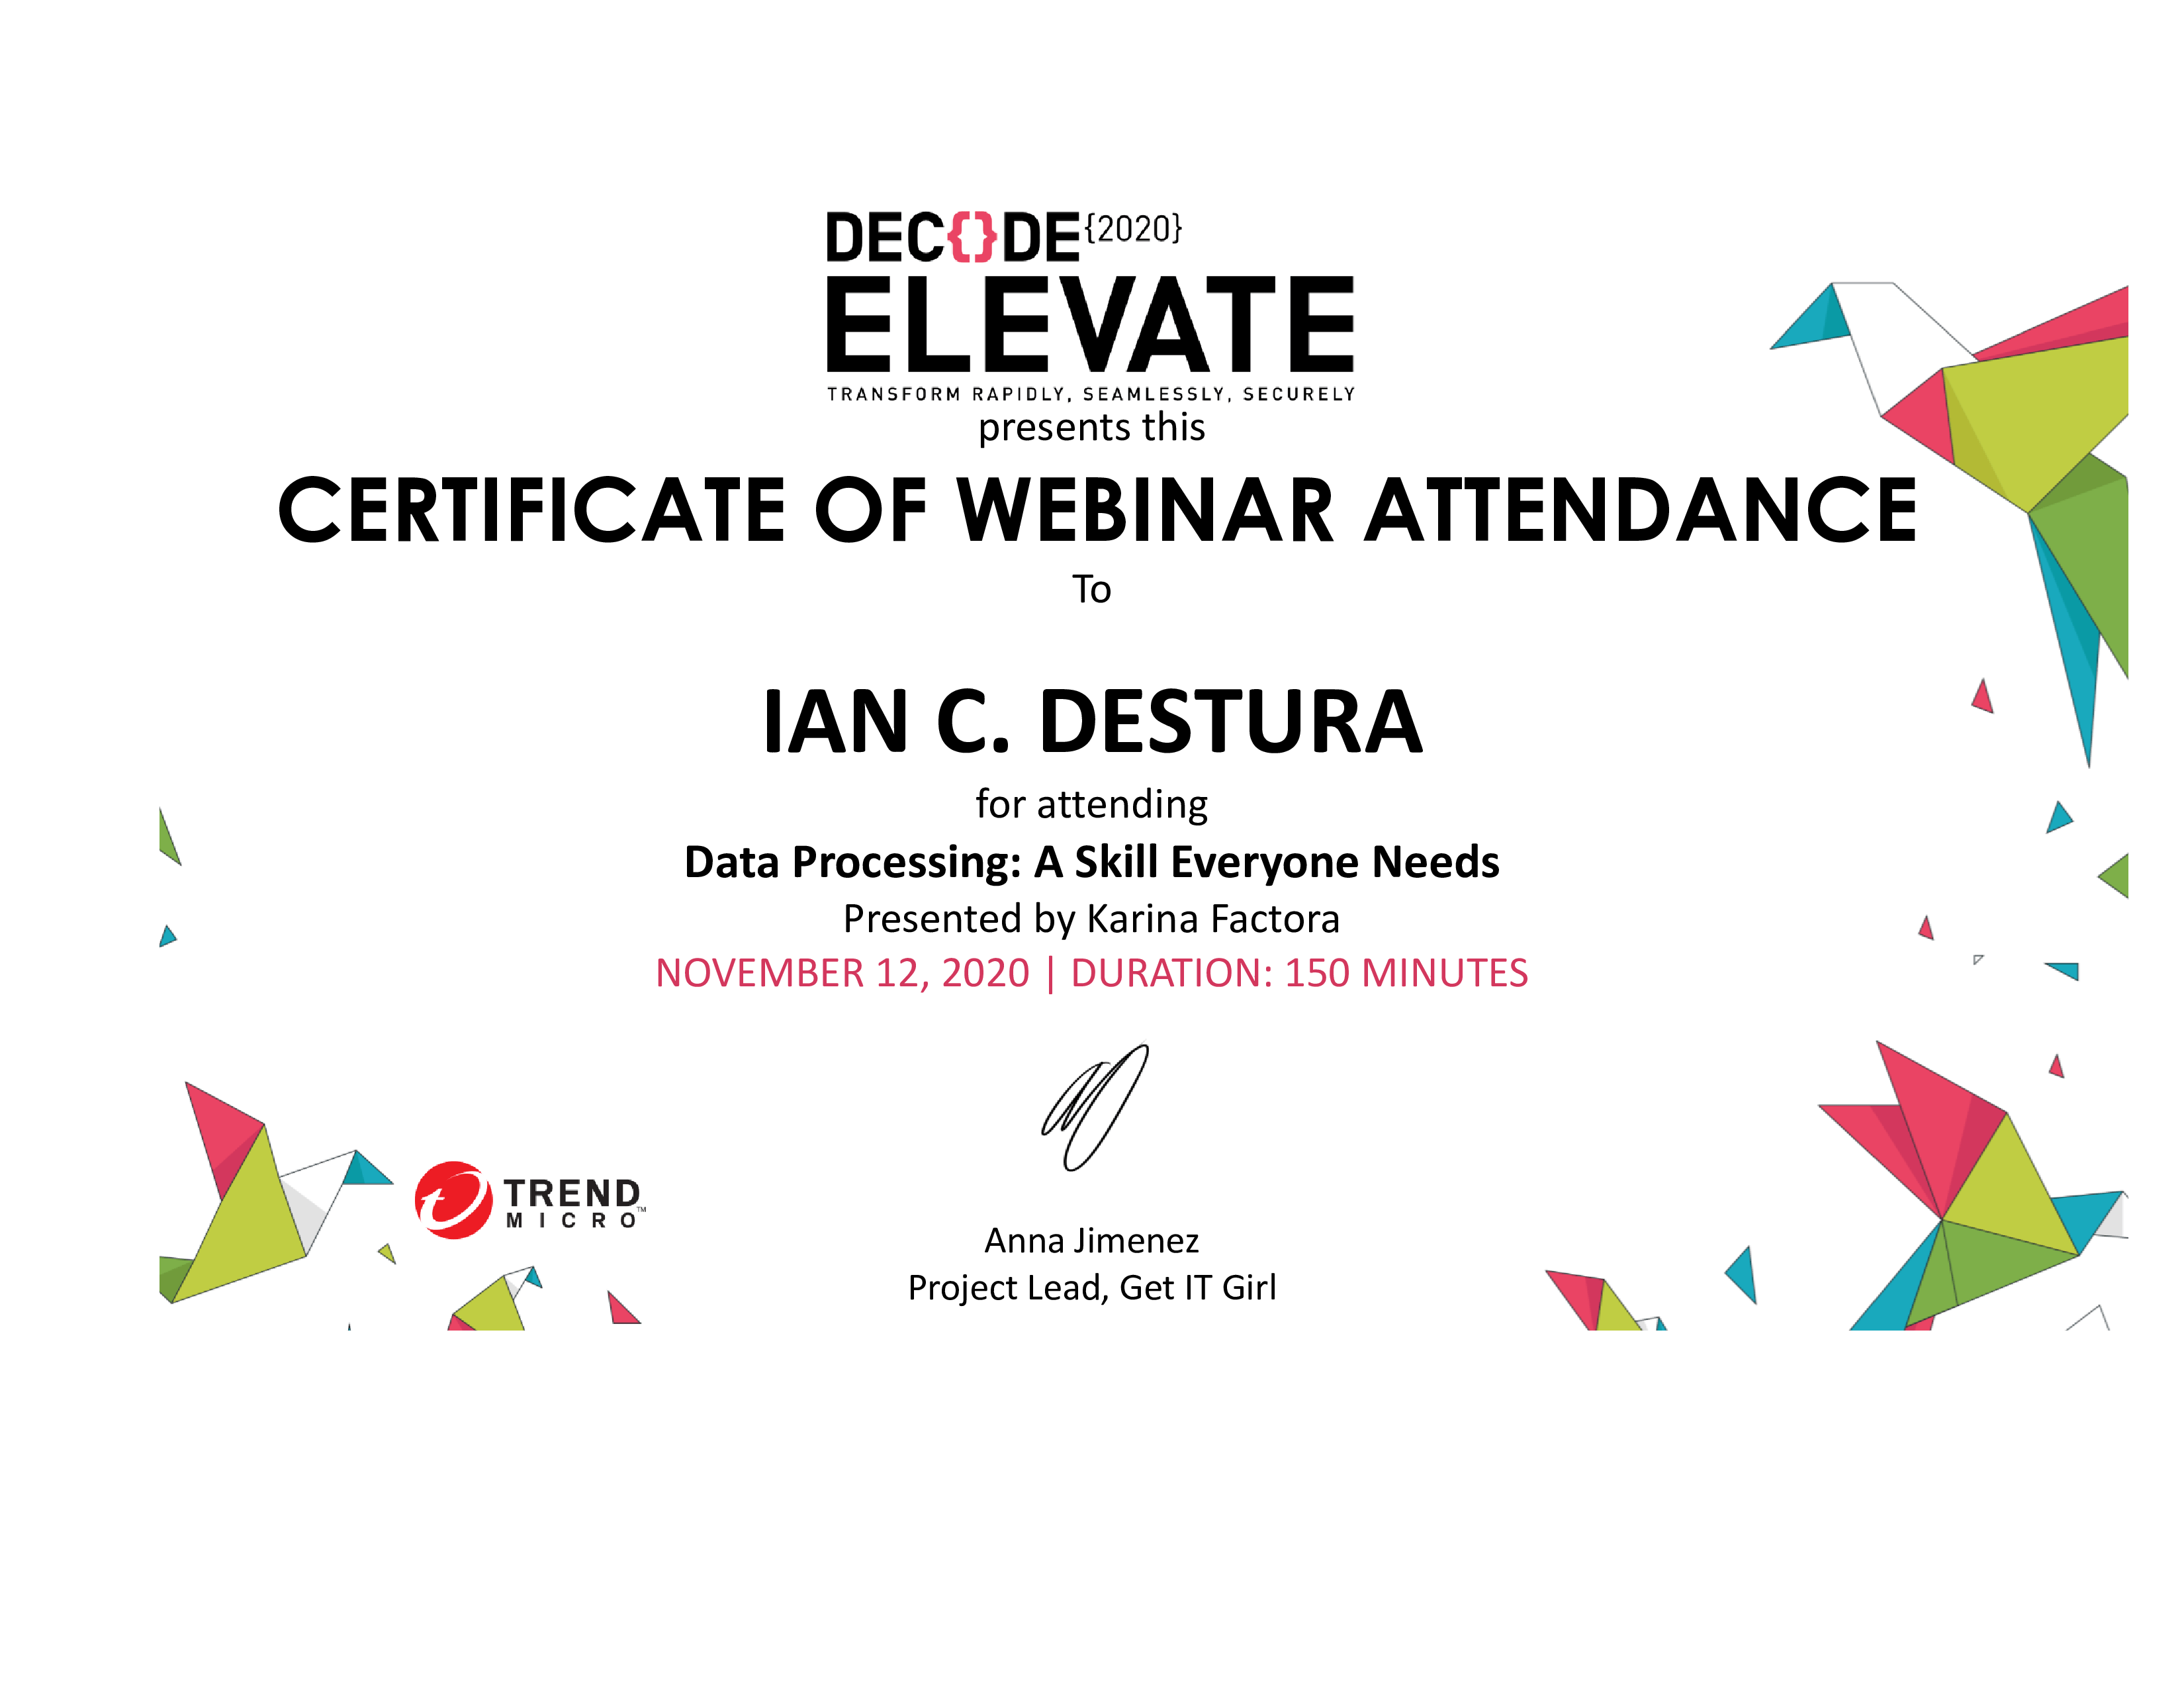 DEC{}DE{2020}
ELEVATE
TRANSFORM RAPIDLY, SEAMLESSLY, SECURELY
presents this
CERTIFICATE OF WEBINAR ATTENDANCE
To
IAN C. DESTURA
for attending
Data Processing: A Skill Everyone Needs
Presented by Karina Factora
NOVEMBER 12, 2020 | DURATION: 150 MINUTES
TREND
MICRO™
Anna Jimenez
Project Lead, Get IT Girl